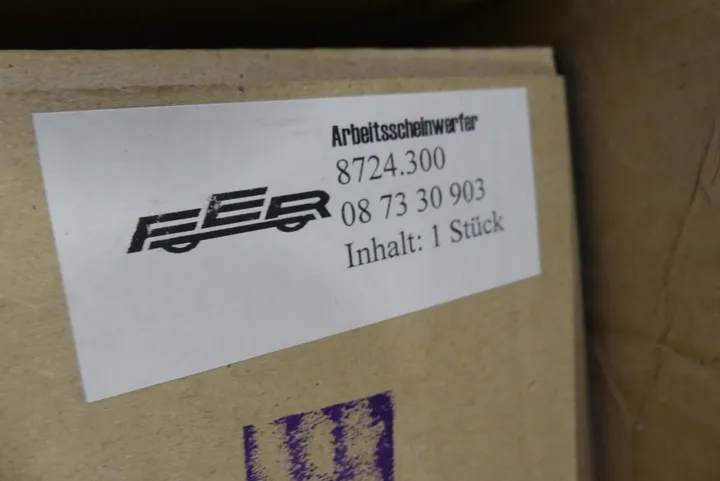 FER
Arbeitsscheinwerfer
8724.300
08 73 30 903
Inhalt: 1 Stück